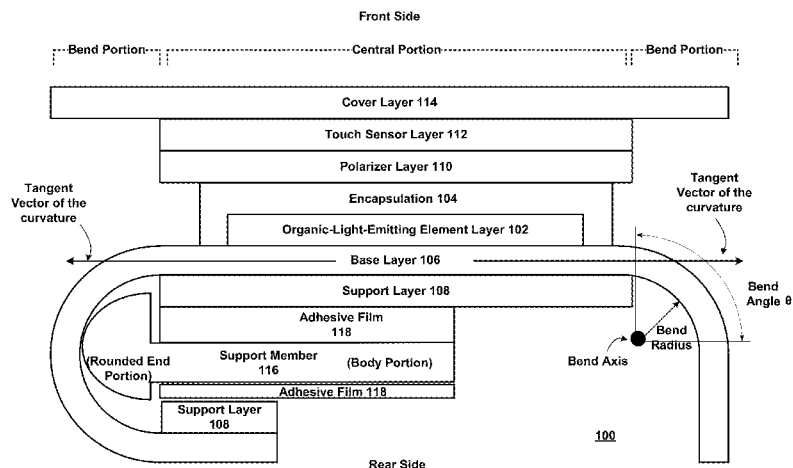 Front Side
Bend Portion
Central Portion
Bend Portion
Cover Layer 114
Touch Sensor Layer 112
Polarizer Layer 110
Tangent
Vector of the
curvature
Encapsulation 104
Tangent
Vector of the
curvature
Organic-Light-Emitting Element Layer 102
Base Layer 106
Support Layer 108
Bend
Angle θ
Adhesive Film
118
Bend
Radius
Bend Axis
(Rounded End
Portion)
Support Member
116
(Body Portion)
Adhesive Film 118
Support Layer
108
100
Rear Side